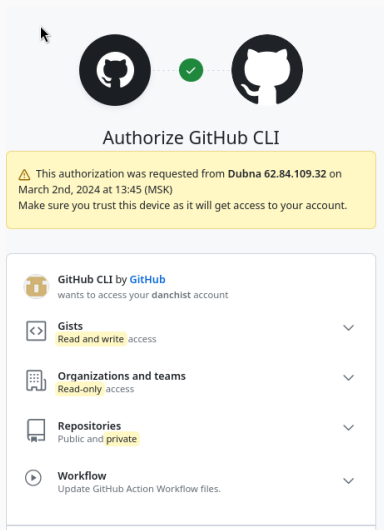 Authorize GitHub CLI
This authorization was requested from Dubna 62.84.109.32 on
March 2nd, 2024 at 13:45 (MSK)
Make sure you trust this device as it will get access to your account.
GitHub CLI by GitHub
wants to access your danchist account
Gists
Read and write access
Organizations and teams
Read-only access
Repositories
Public and private
Workflow
Update GitHub Action Workflow files.